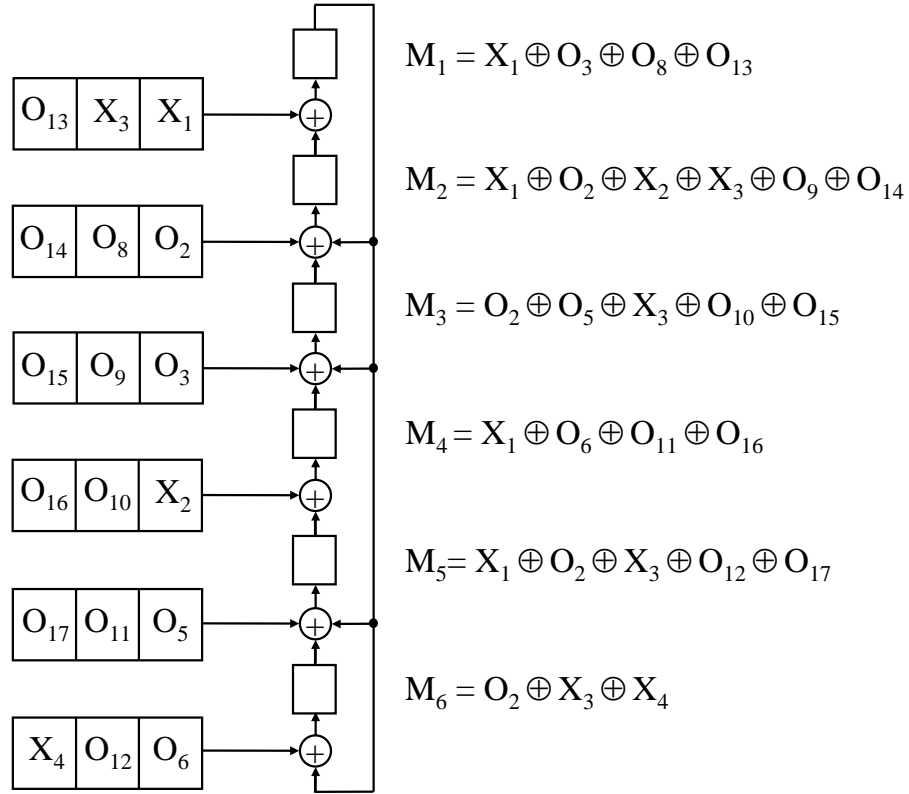 M₁ = X₁ ⊕ O₃ ⊕ O₈ ⊕ O₁₃
O₁₃ X₃ X₁
M₂ = X₁ ⊕ O₂ ⊕ X₂ ⊕ X₃ ⊕ O₉ ⊕ O₁₄
O₁₄ O₈ O₂
M₃ = O₂ ⊕ O₅ ⊕ X₃ ⊕ O₁₀ ⊕ O₁₅
O₁₅ O₉ O₃
M₄ = X₁ ⊕ O₆ ⊕ O₁₁ ⊕ O₁₆
O₁₆ O₁₀ X₂
M₅= X₁ ⊕ O₂ ⊕ X₃ ⊕ O₁₂ ⊕ O₁₇
O₁₇ O₁₁ O₅
M₆ = O₂ ⊕ X₃ ⊕ X₄
X₄ O₁₂ O₆